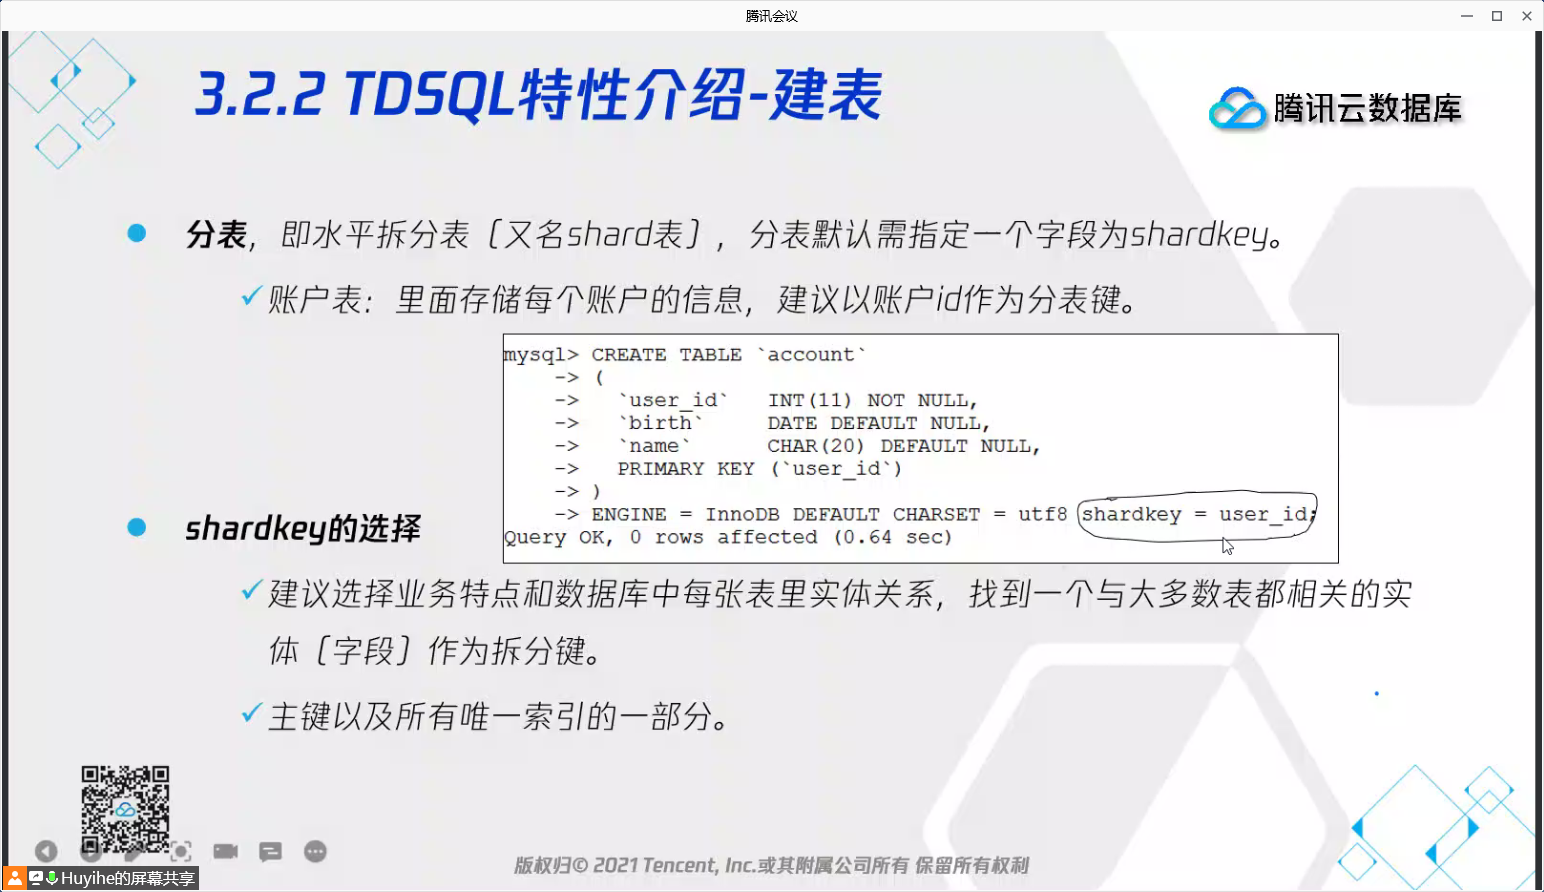 腾讯会议
3.2.2 TDSQL特性介绍-建表
腾讯云数据库
分表，即水平拆分表〔又名shard表〕，分表默认需指定一个字段为shardkey。
账户表：里面存储每个账户的信息，建议以账户id作为分表键。
mysql> CREATE TABLE `account`
-> (
-> `user_id` INT(11) NOT NULL,
-> `birth` DATE DEFAULT NULL,
-> `name` CHAR(20) DEFAULT NULL,
-> PRIMARY KEY (`user_id`)
-> )
-> ENGINE = InnoDB DEFAULT CHARSET = utf8 shardkey = user_id;
Query OK, 0 rows affected (0.64 sec)
shardkey的选择
建议选择业务特点和数据库中每张表里实体关系，找到一个与大多数表都相关的实
体〔字段〕作为拆分键。
主键以及所有唯一索引的一部分。
版权归© 2021 Tencent, Inc.或其附属公司所有 保留所有权利
Huyihe的屏幕共享